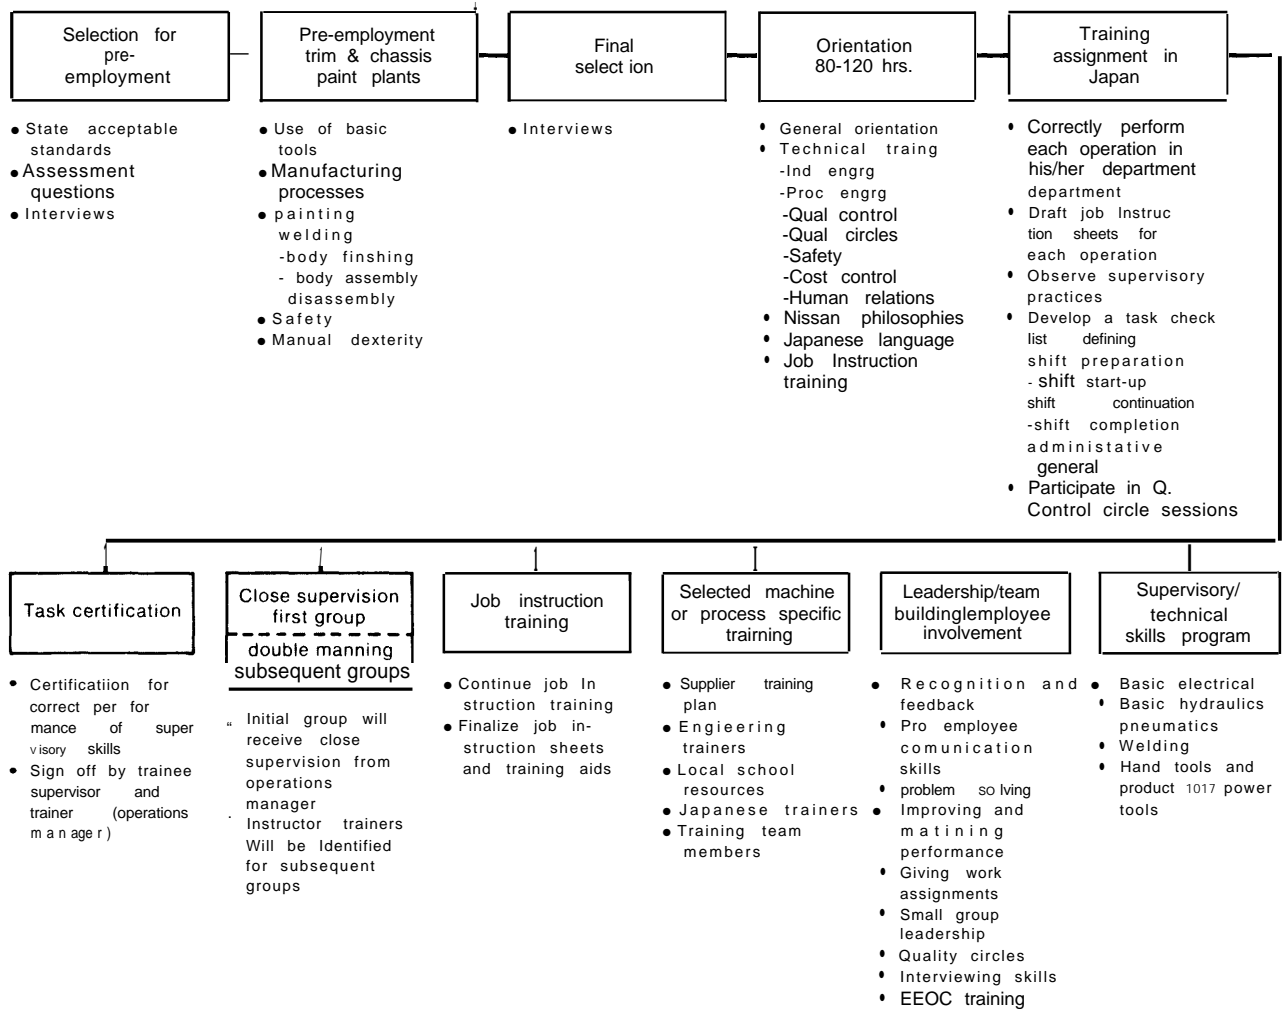 Selection for
pre-
employment
Pre-employment
trim & chassis
paint plants
Final
select ion
Orientation
80-120 hrs.
Training
assignment in
Japan
● State acceptable
standards
● Assessment
questions
● Interviews
● Use of basic
tools
● Manufacturing
processes
● painting
welding
-body finshing
- body assembly
disassembly
● Safety
● Manual dexterity
● Interviews
• General orientation
• Technical traing
-Ind engrg
-Proc engrg
-Qual control
-Qual circles
-Safety
-Cost control
-Human relations
• Nissan philosophies
• Japanese language
• Job Instruction
training
• Correctly perform
each operation in
his/her department
department
• Draft job Instruc
tion sheets for
each operation
• Observe supervisory
practices
• Develop a task check
list defining
shift preparation
- shift start-up
shift continuation
-shift completion
administative
general
• Participate in Q.
Control circle sessions
Task certification
Close supervision
first group
double manning
subsequent groups
Job instruction
training
Selected machine
or process specific
trairning
Leadership/team
buildinglemployee
involvement
Supervisory/
technical
skills program
• Certificatiion for
correct per for
mance of super
visory skills
• Sign off by trainee
supervisor and
trainer (operations
manager)
“ Initial group will
receive close
supervision from
operations
manager
. Instructor trainers
Will be Identified
for subsequent
groups
● Continue job In
struction training
● Finalize job in-
struction sheets
and training aids
● Supplier training
plan
● Engieering
trainers
● Local school
resources
● Japanese trainers
● Training team
members
● Recognition and
feedback
• Pro employee
comunication
skills
• problem so lving
● Improving and
matining
performance
• Giving work
assignments
• Small group
leadership
• Quality circles
• Interviewing skills
• EEOC training
● Basic electrical
• Basic hydraulics
pneumatics
• Welding
• Hand tools and
product 1017 power
tools